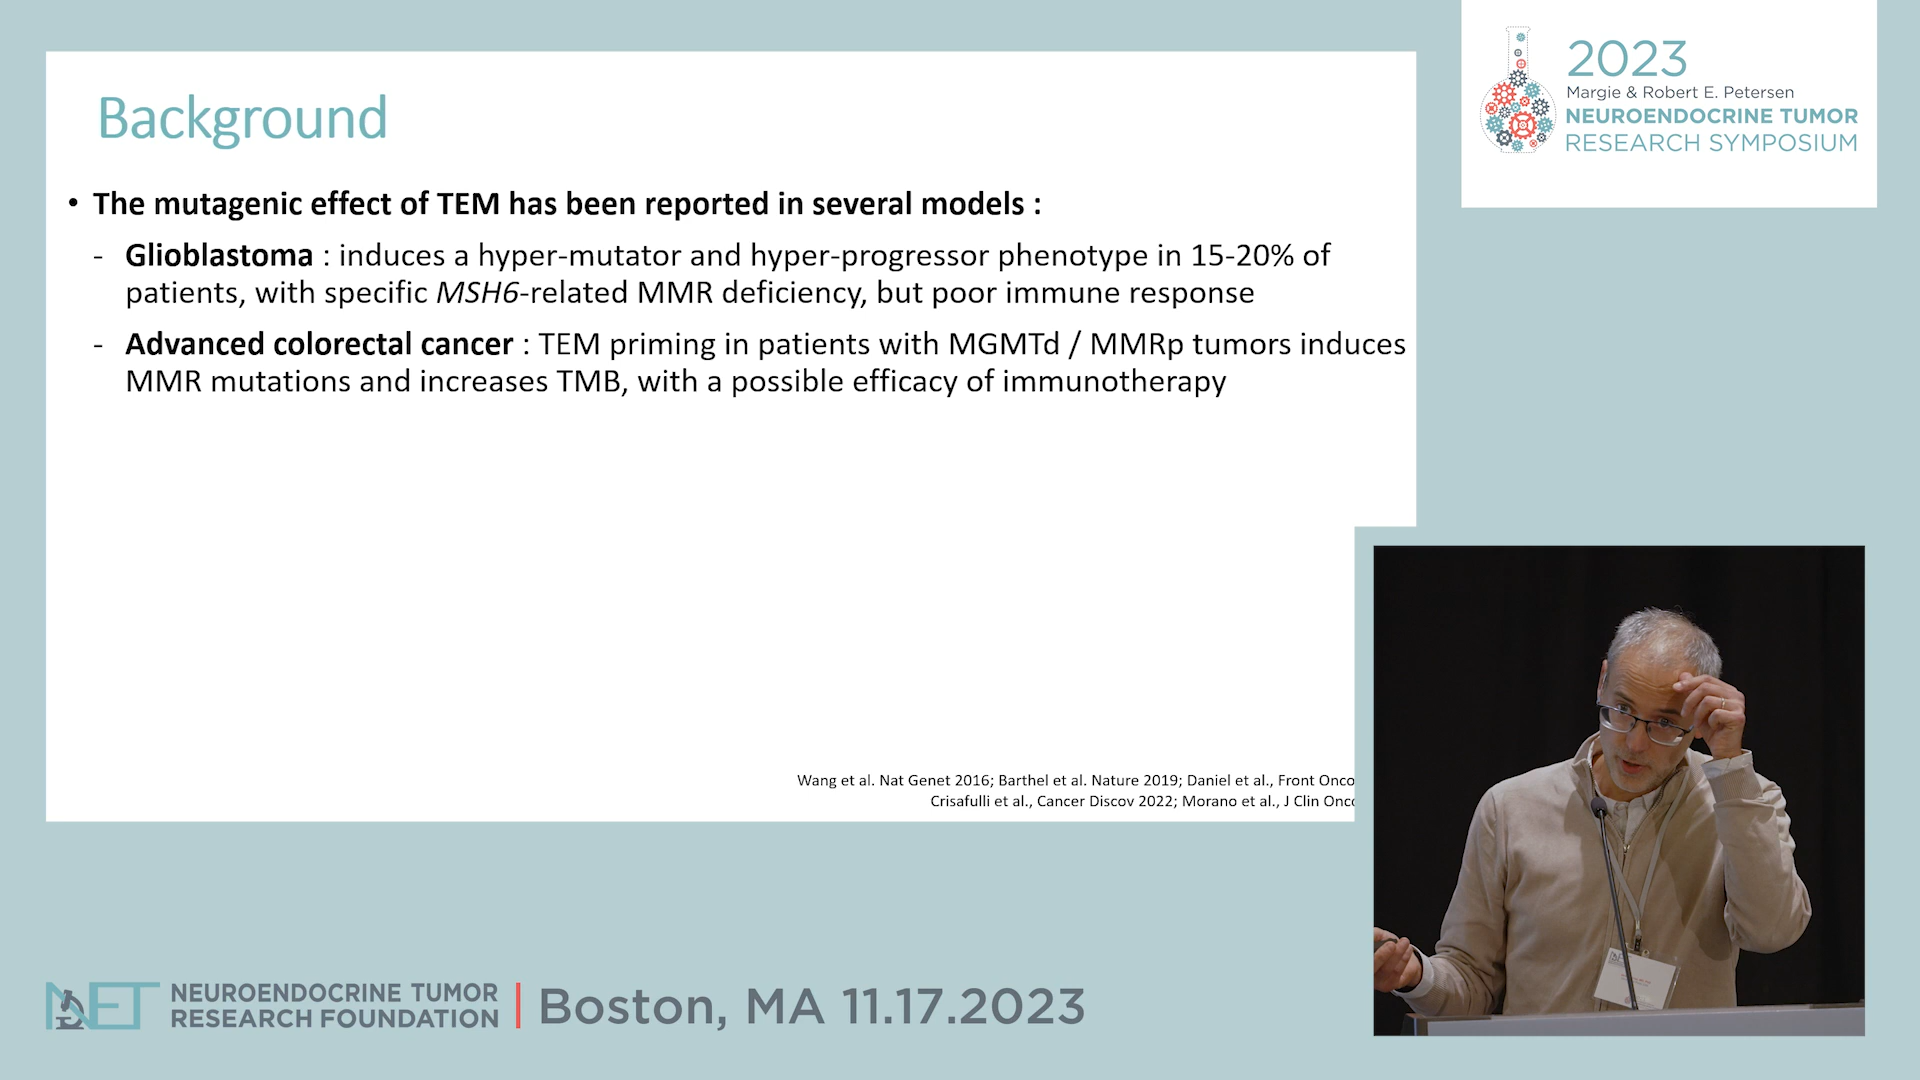 2023
Margie & Robert E. Petersen
NEUROENDOCRINE TUMOR
RESEARCH SYMPOSIUM
Background
• The mutagenic effect of TEM has been reported in several models :
- Glioblastoma : induces a hyper-mutator and hyper-progressor phenotype in 15-20% of
patients, with specific MSH6-related MMR deficiency, but poor immune response
- Advanced colorectal cancer : TEM priming in patients with MGMTd / MMRp tumors induces
MMR mutations and increases TMB, with a possible efficacy of immunotherapy
Wang et al. Nat Genet 2016; Barthel et al. Nature 2019; Daniel et al., Front Onco
Crisafulli et al., Cancer Discov 2022; Morano et al., J Clin Onco
NET
NEUROENDOCRINE TUMOR
RESEARCH FOUNDATION
Boston, MA 11.17.2023